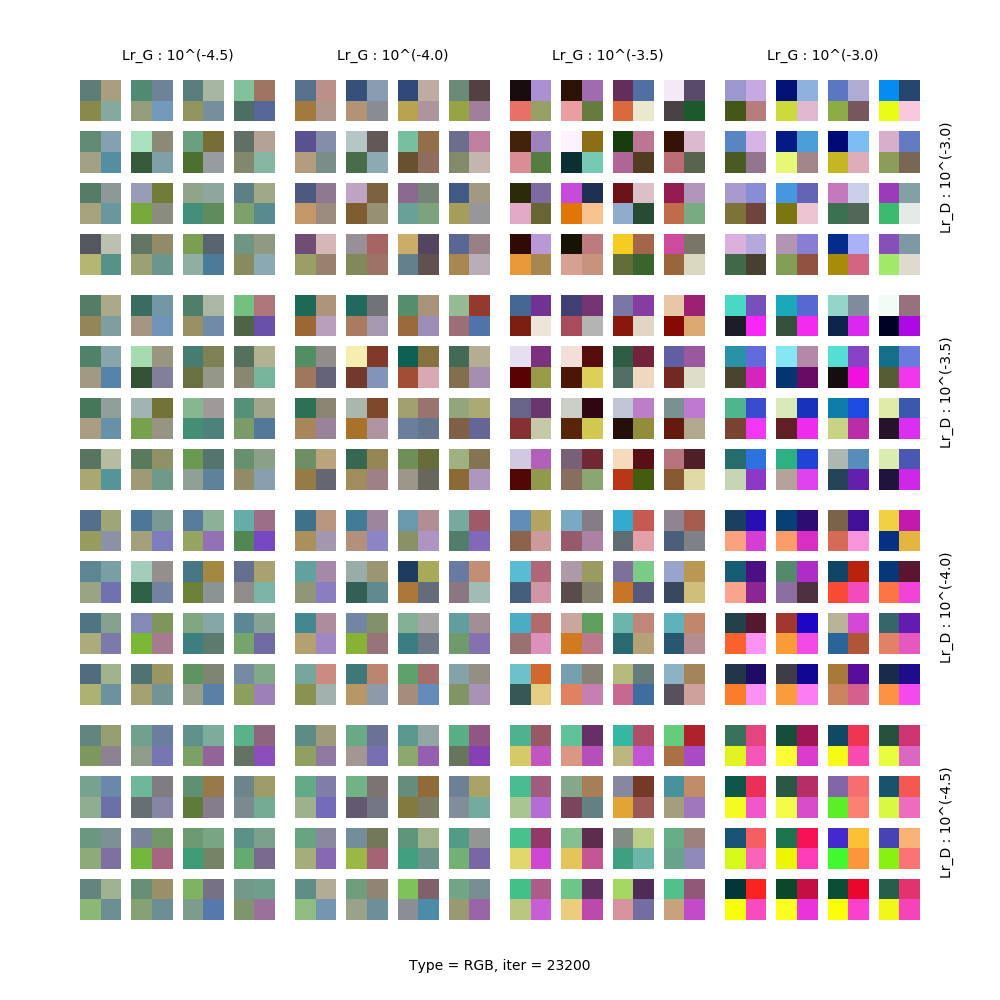 Lr_G : 10^(-4.5) Lr_G : 10^(-4.0) Lr_G : 10^(-3.5) Lr_G : 10^(-3.0)
Lr_D : 10^(-3.0)
Lr_D : 10^(-3.5)
Lr_D : 10^(-4.0)
Lr_D : 10^(-4.5)
Type = RGB, iter = 23200